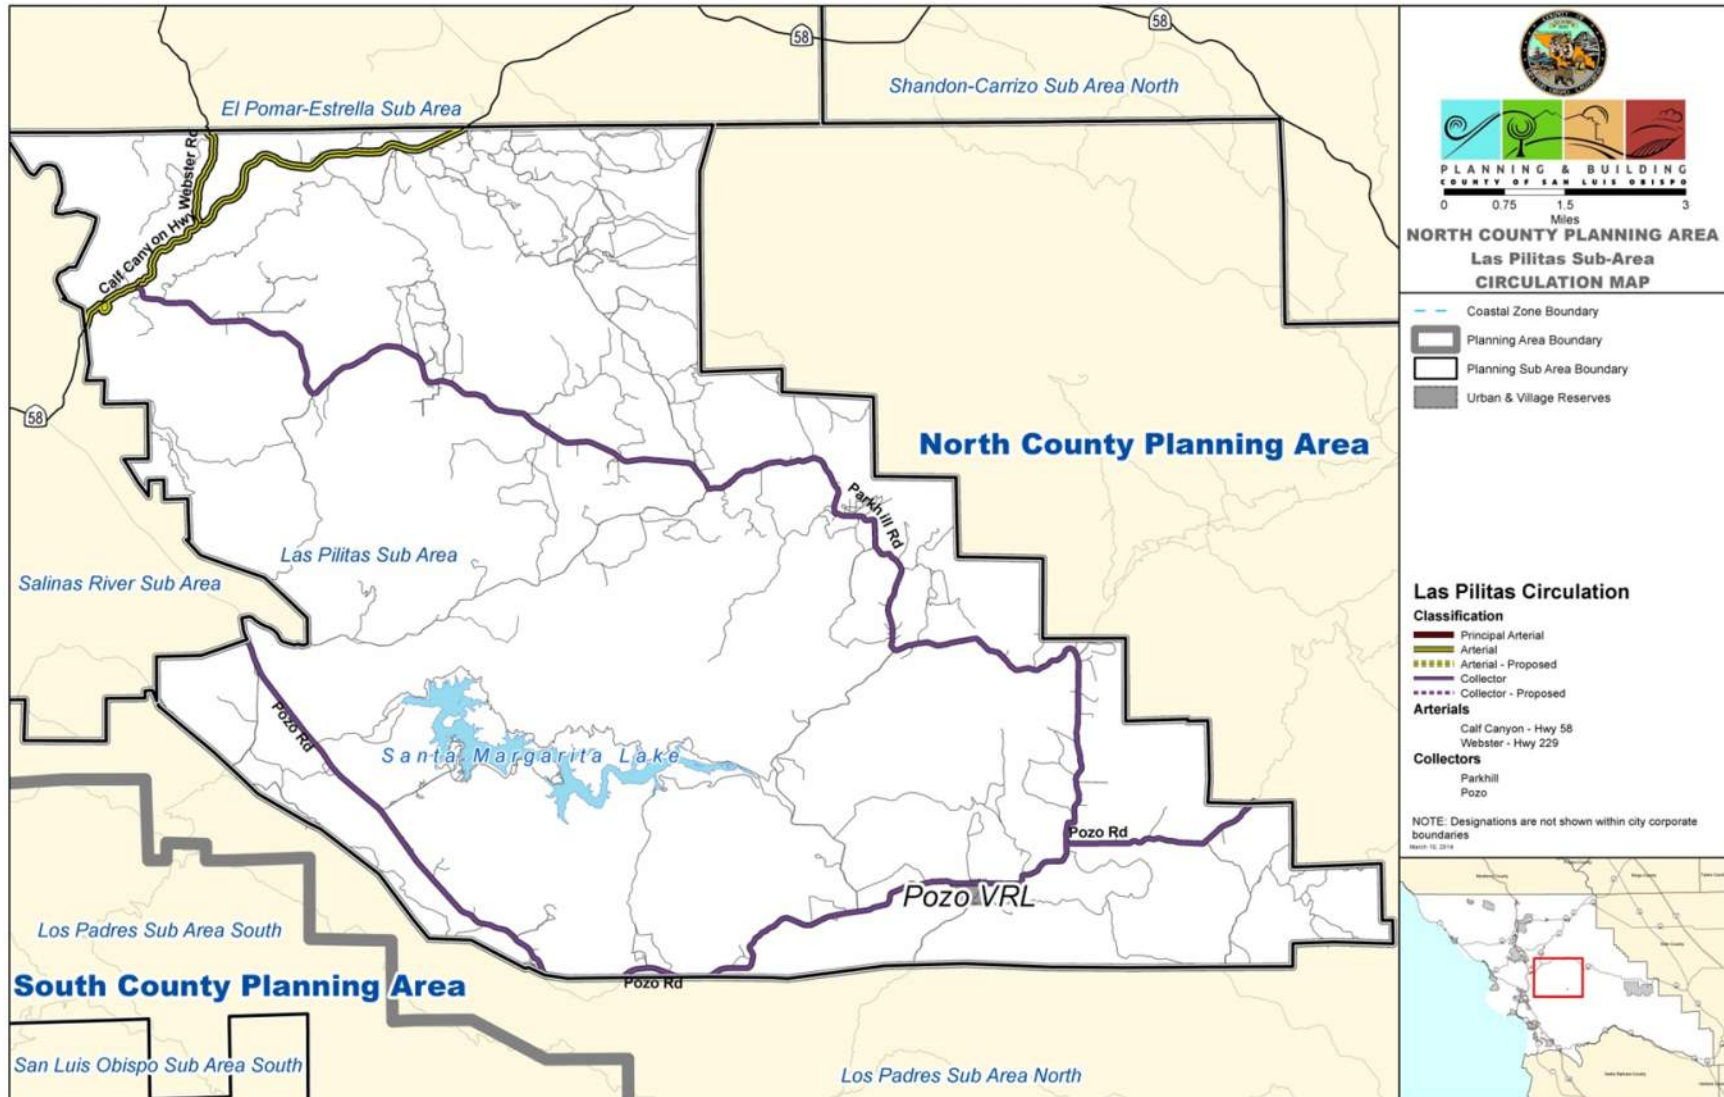 58
58
El Pomar-Estrella Sub Area
Shandon-Carrizo Sub Area North
Webster Rd
Calf Canyon Hwy
58
North County Planning Area
Parkhill Rd
Las Pilitas Sub Area
Salinas River Sub Area
Pozo Rd
Santa Margarita Lake
Pozo Rd
Pozo VRL
Los Padres Sub Area South
South County Planning Area
Pozo Rd
San Luis Obispo Sub Area South
Los Padres Sub Area North
PLANNING & BUILDING
COUNTY OF SAN LUIS OBISPO
0 0.75 1.5 3
Miles
NORTH COUNTY PLANNING AREA
Las Pilitas Sub-Area
CIRCULATION MAP
Coastal Zone Boundary
Planning Area Boundary
Planning Sub Area Boundary
Urban & Village Reserves
Las Pilitas Circulation
Classification
Principal Arterial
Arterial
Arterial - Proposed
Collector
Collector - Proposed
Arterials
Calf Canyon - Hwy 58
Webster - Hwy 229
Collectors
Parkhill
Pozo
NOTE: Designations are not shown within city corporate
boundaries